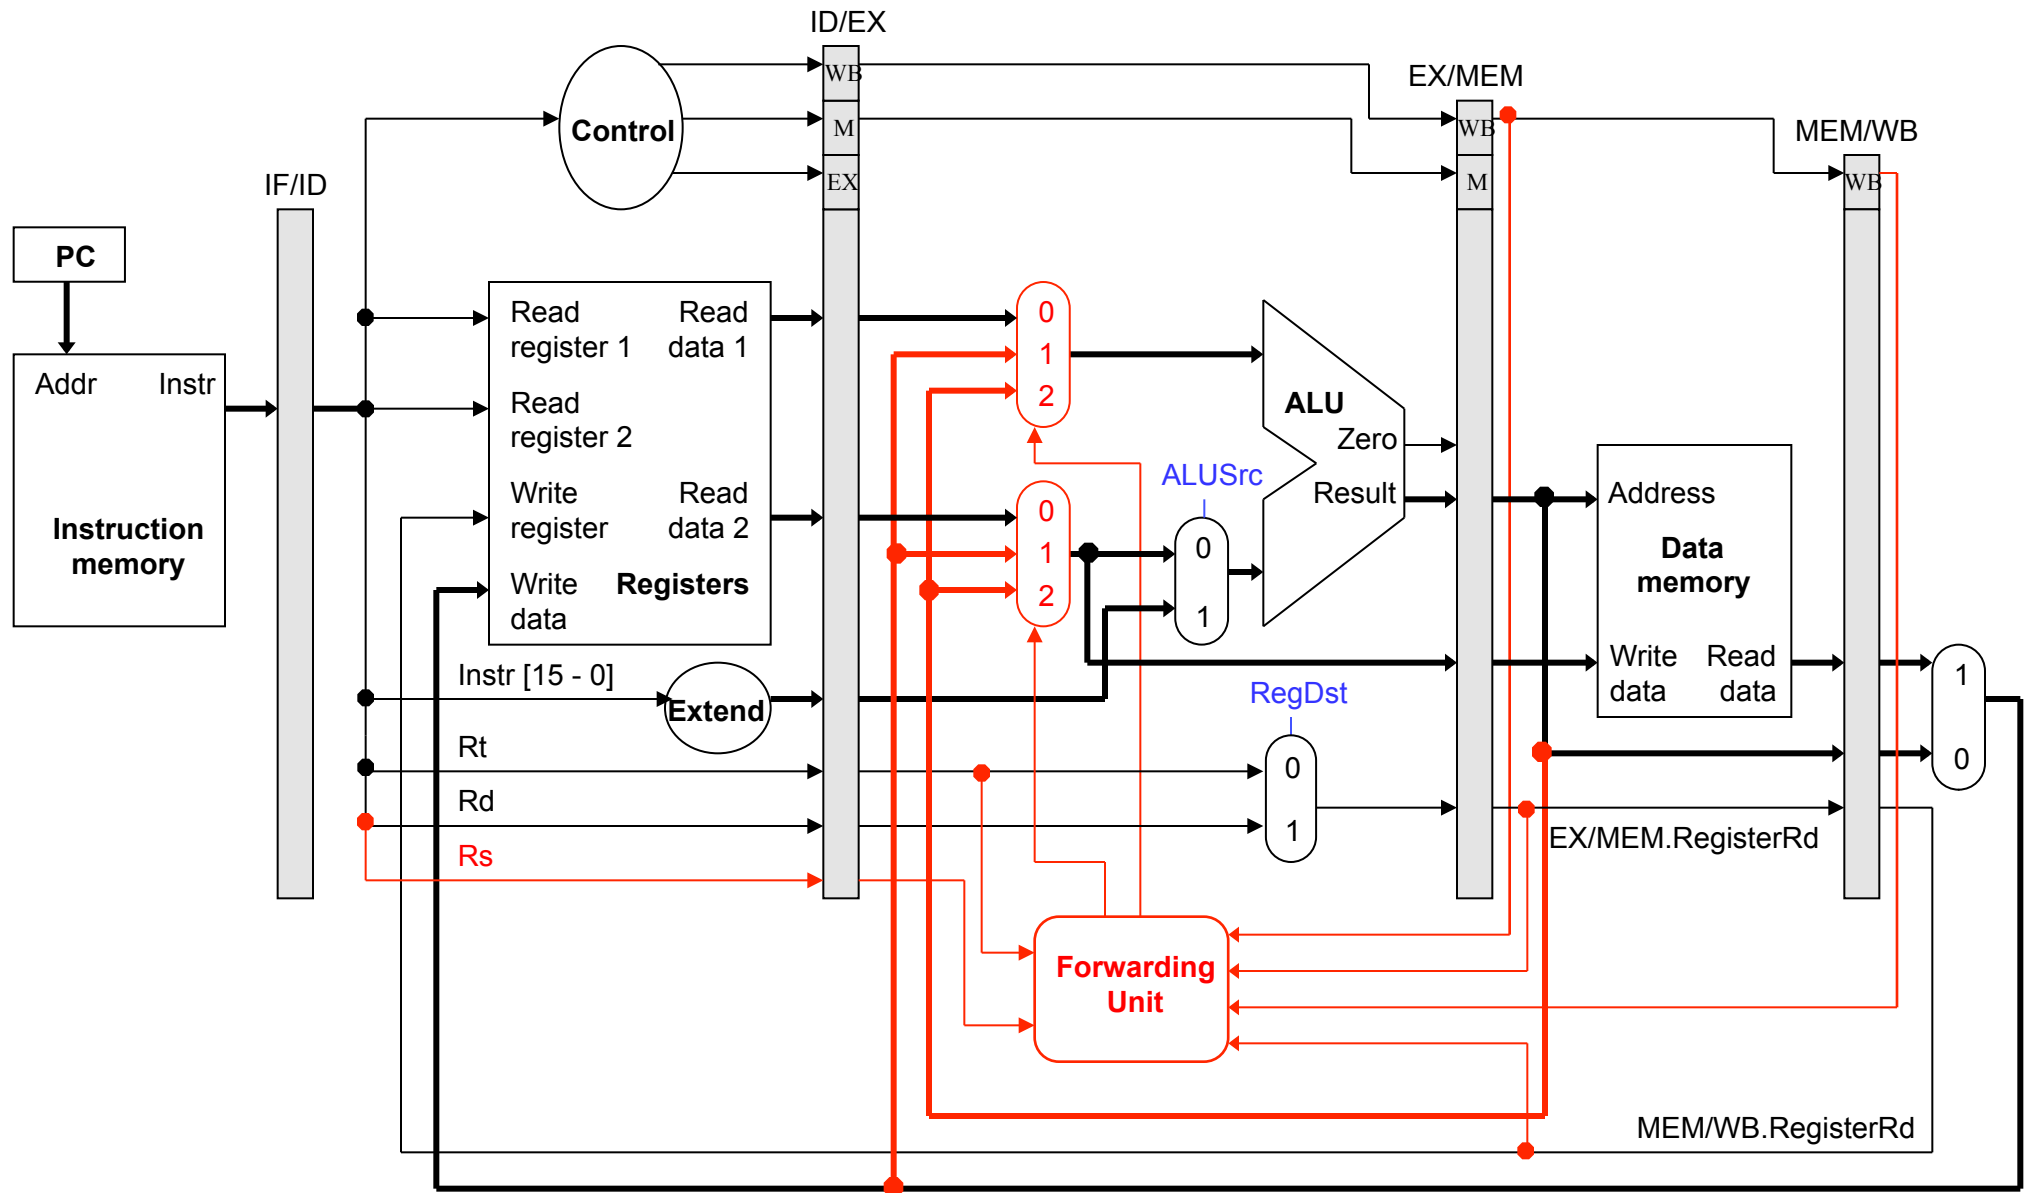 ID/EX
EX/MEM
MEM/WB
IF/ID
WB
M
EX
WB
M
WB
Control
PC
Addr Instr
Instruction
memory
Read
register 1
Read
data 1
Read
register 2
Write
register
Read
data 2
Write
data
Registers
Instr [15 - 0]
Extend
Rt
Rd
Rs
0
1
2
0
1
2
ALUSrc
0
1
ALU
Zero
Result
RegDst
0
1
Address
Data
memory
Write
data
Read
data
1
0
EX/MEM.RegisterRd
Forwarding
Unit
MEM/WB.RegisterRd